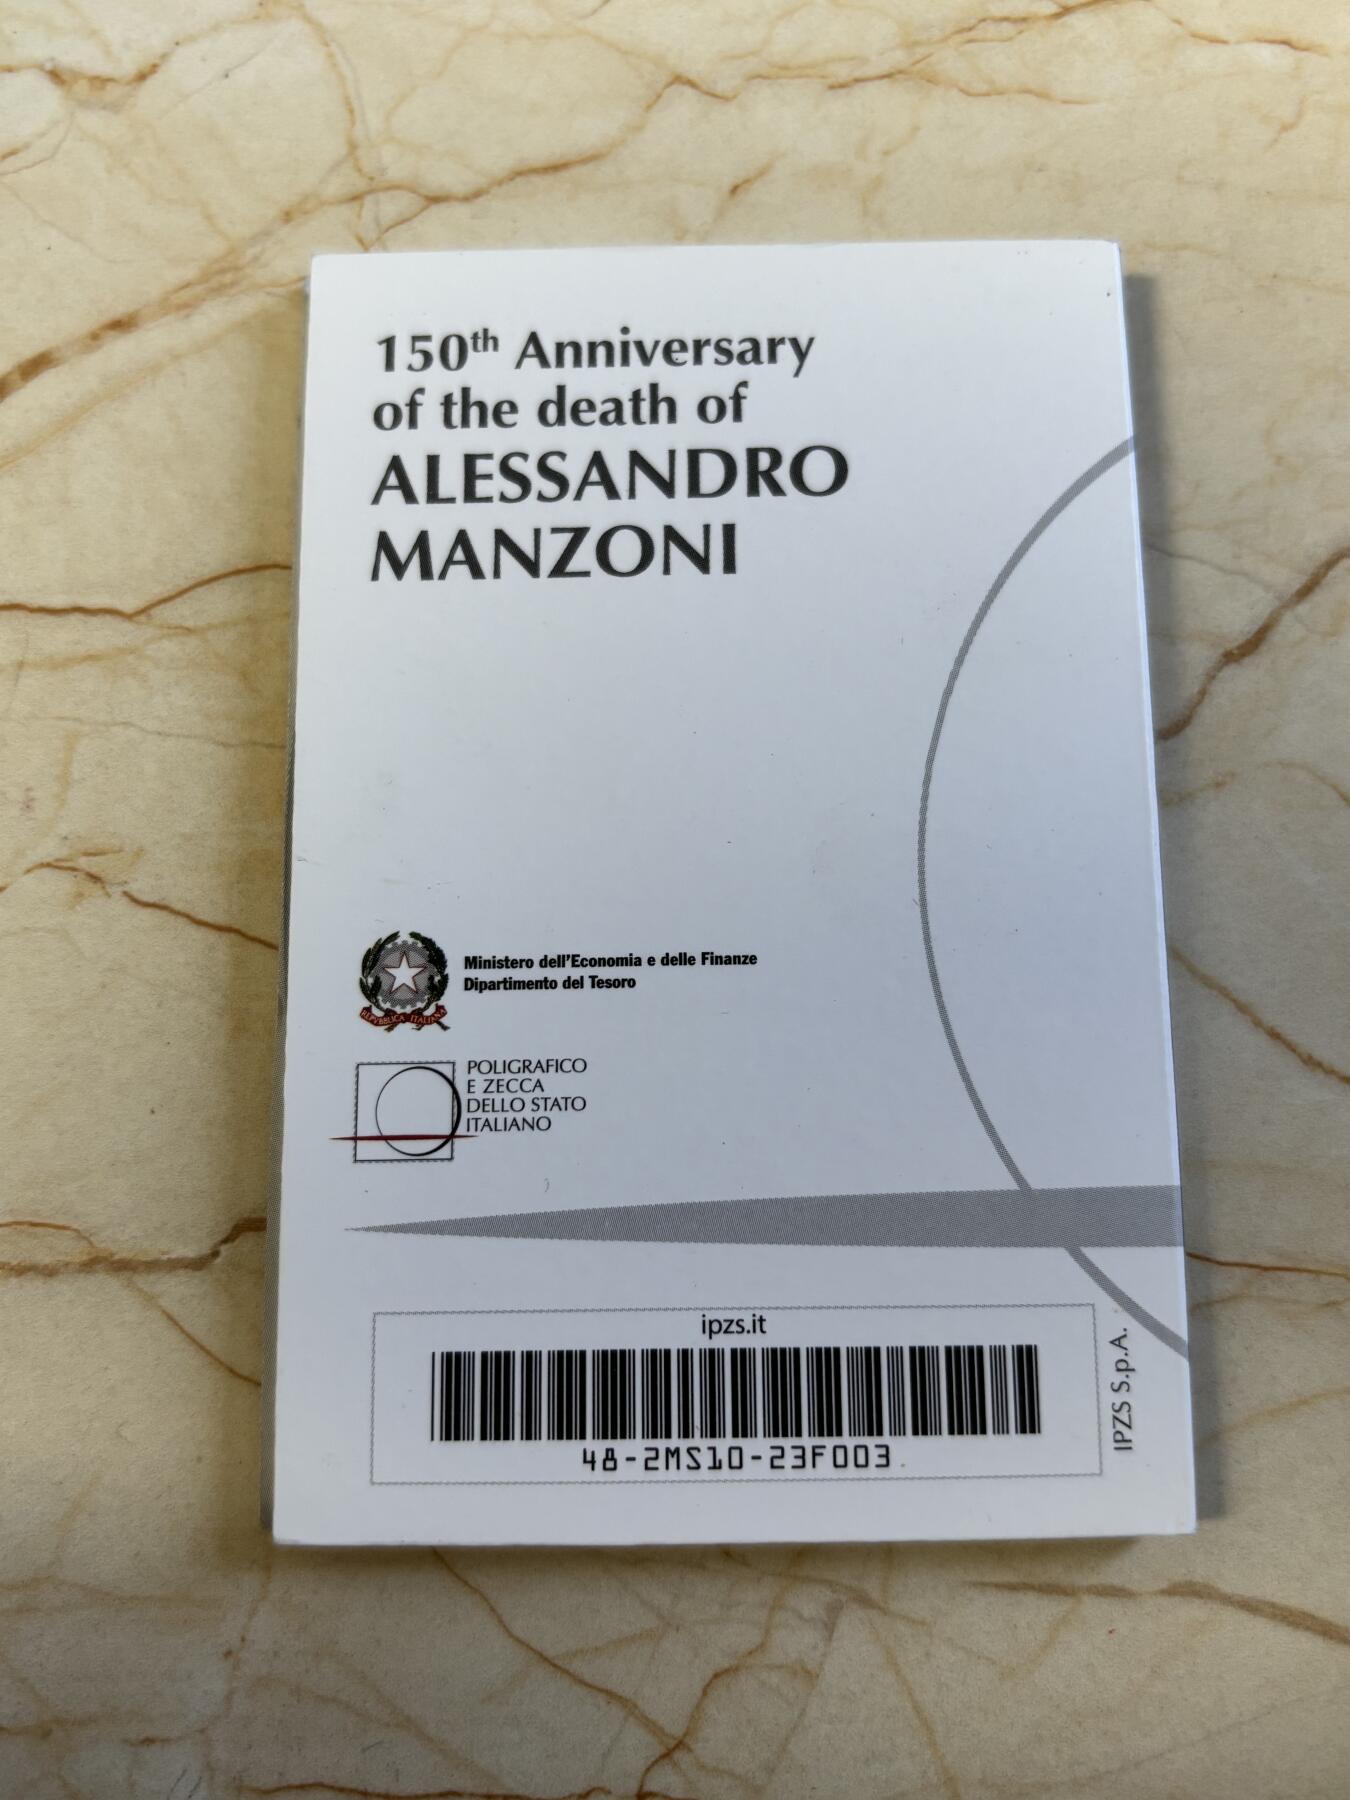 150th Anniversary
of the death of
ALESSANDRO
MANZONI
Ministero dell'Economia e delle Finanze
Dipartimento del Tesoro
REPVBBLICA ITALIANA
POLIGRAFICO
E ZECCA
DELLO STATO
ITALIANO
ipzs.it
48-2MS10-23F003
IPZS S.p.A.